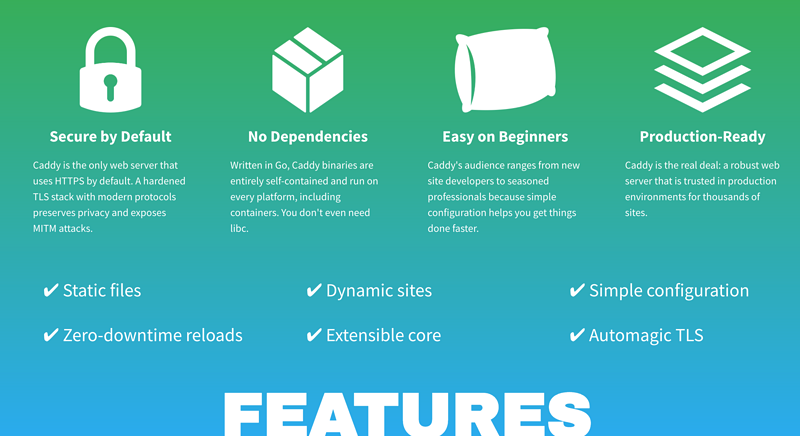 Secure by Default
Caddy is the only web server that
uses HTTPS by default. A hardened
TLS stack with modern protocols
preserves privacy and exposes
MITM attacks.
No Dependencies
Written in Go, Caddy binaries are
entirely self-contained and run on
every platform, including
containers. You don't even need
libc.
Easy on Beginners
Caddy's audience ranges from new
site developers to seasoned
professionals because simple
configuration helps you get things
done faster.
Production-Ready
Caddy is the real deal: a robust web
server that is trusted in production
environments for thousands of
sites.
✔ Static files
✔ Dynamic sites
✔ Simple configuration
✔ Zero-downtime reloads
✔ Extensible core
✔ Automagic TLS
FEATURES